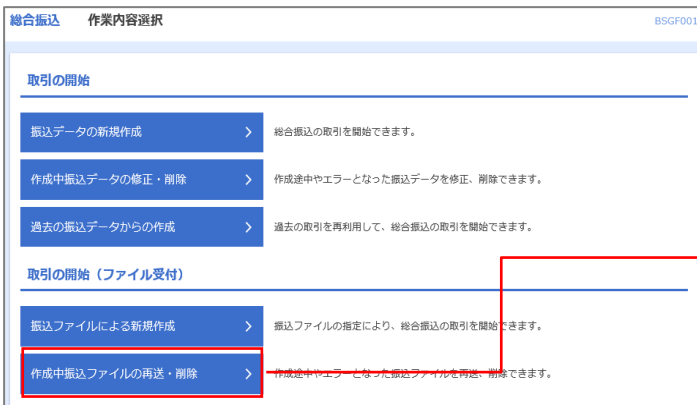 総合振込 作業内容選択 BSGF001
取引の開始
振込データの新規作成 総合振込の取引を開始できます。
作成中振込データの修正・削除 作成途中やエラーとなった振込データを修正、削除できます。
過去の振込データからの作成 過去の取引を再利用して、総合振込の取引を開始できます。
取引の開始（ファイル受付）
振込ファイルによる新規作成 振込ファイルの指定により、総合振込の取引を開始できます。
作成中振込ファイルの再送・削除 作成途中やエラーとなった振込ファイルを再送、削除できます。